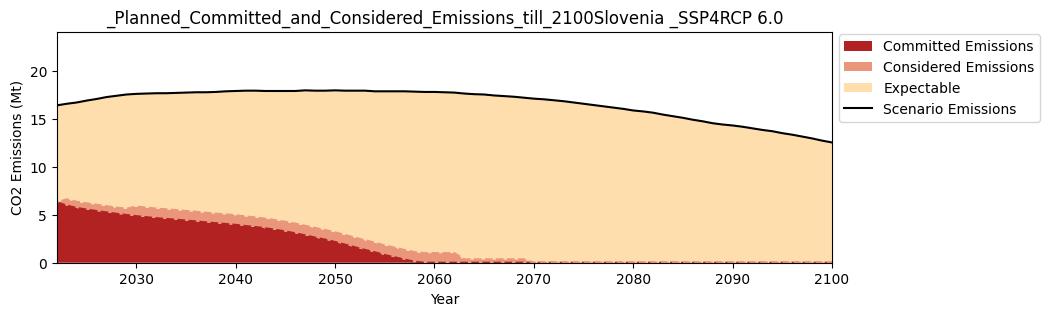 _Planned_Committed_and_Considered_Emissions_till_2100Slovenia _SSP4RCP 6.0
CO2 Emissions (Mt)
20
15
10
5
0
2030 2040 2050 2060 2070 2080 2090 2100
Year
Committed Emissions
Considered Emissions
Expectable
Scenario Emissions